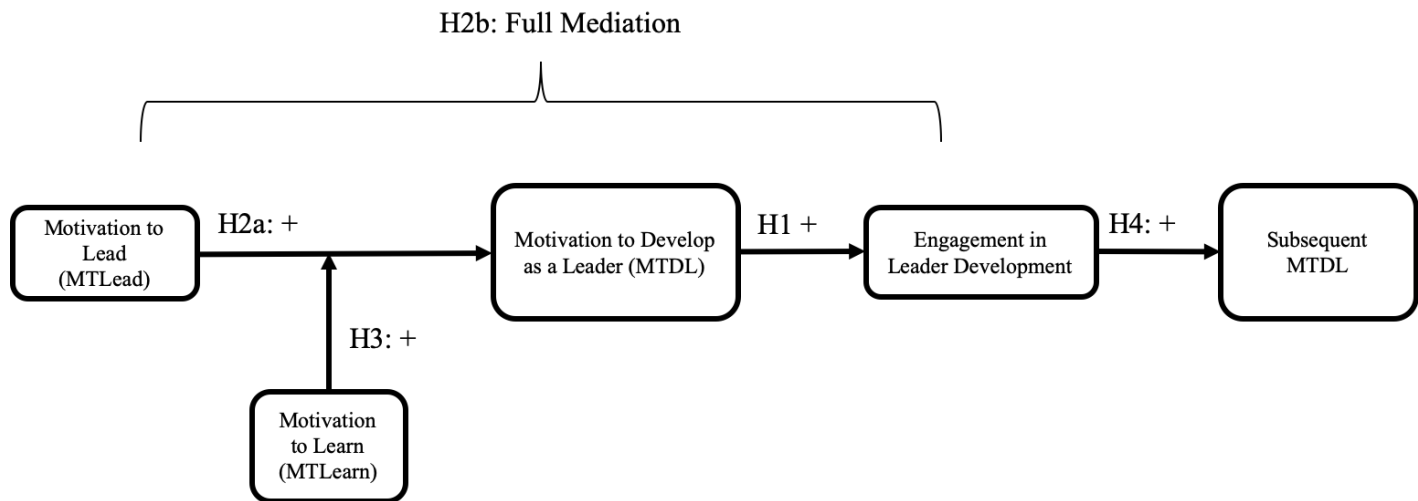 H2b: Full Mediation
Motivation to
Lead
(MTLead)
H2a: +
Motivation to Develop
as a Leader (MTDL)
H1 +
Engagement in
Leader Development
H4: +
Subsequent
MTDL
H3: +
Motivation
to Learn
(MTLearn)